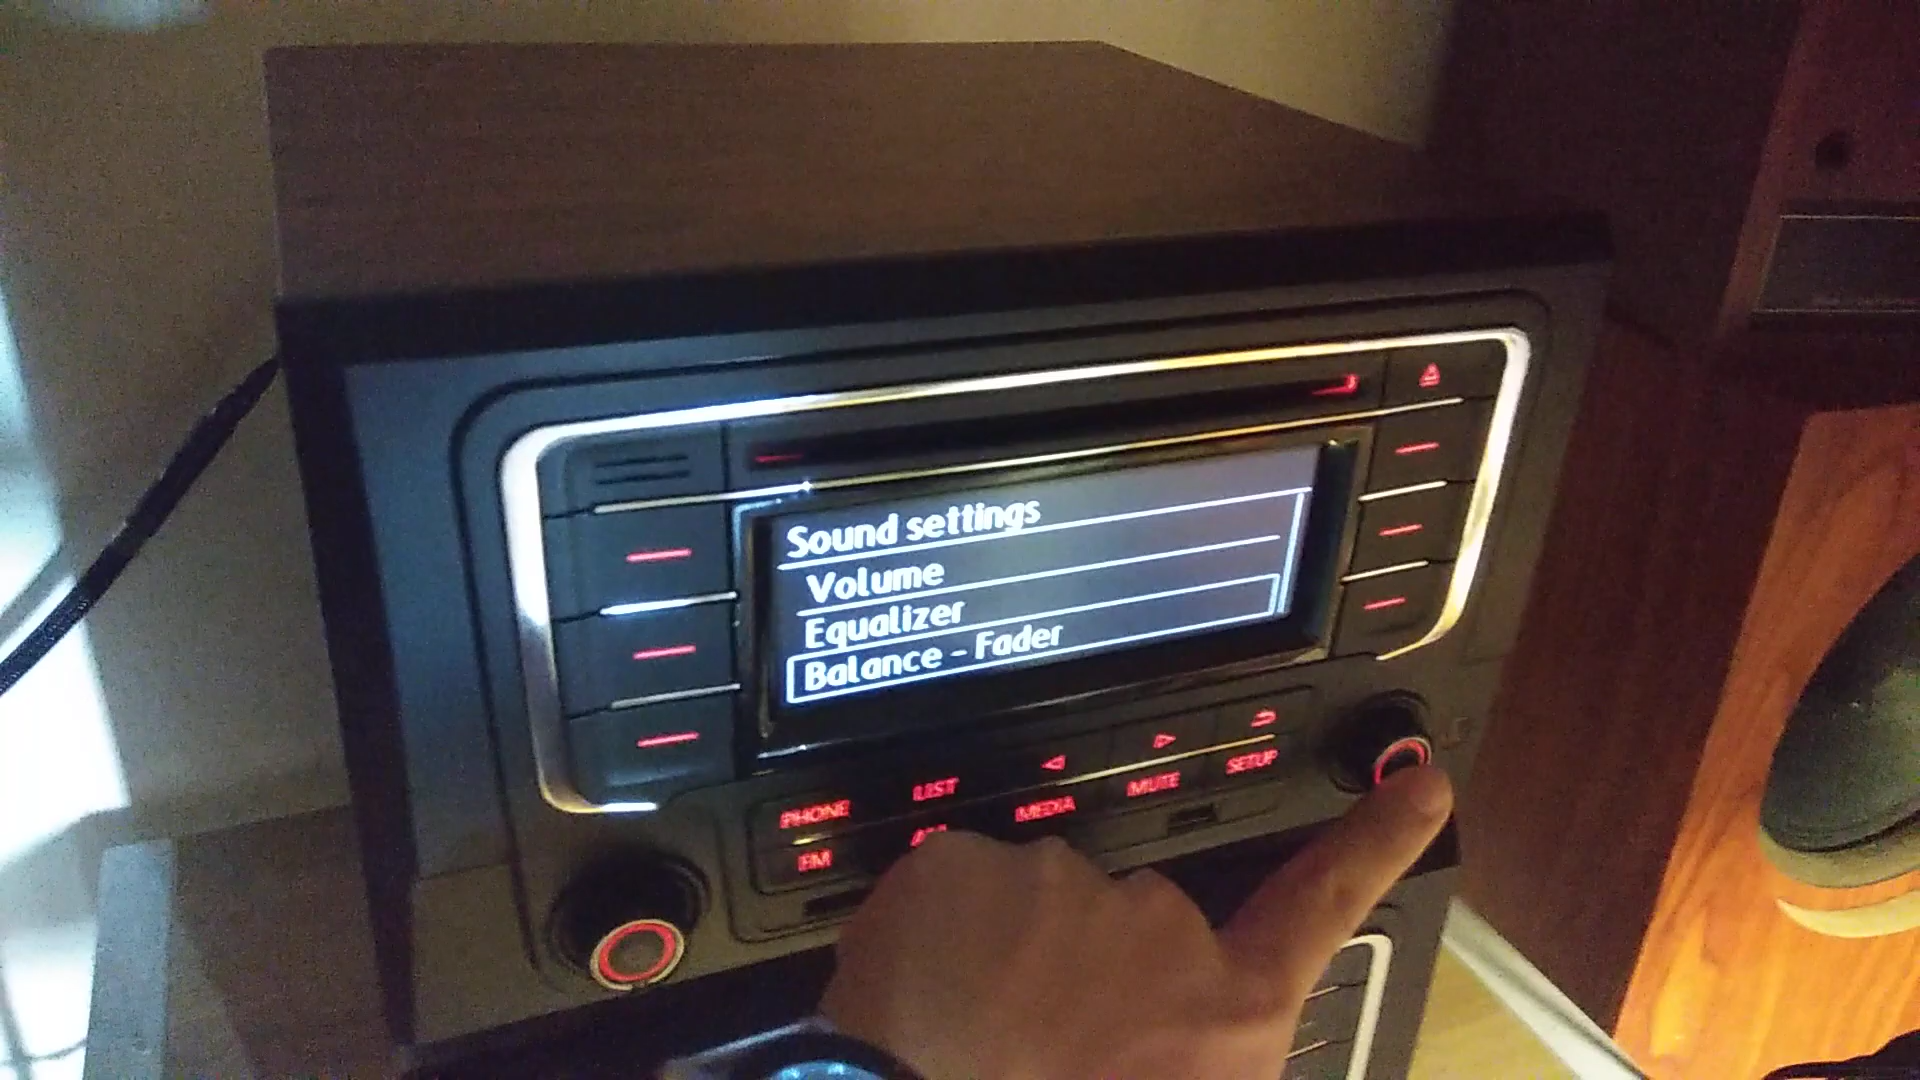 Sound settings
Volume
Equalizer
Balance - Fader
PHONE
LIST
FM
MEDIA
MUTE
SETUP